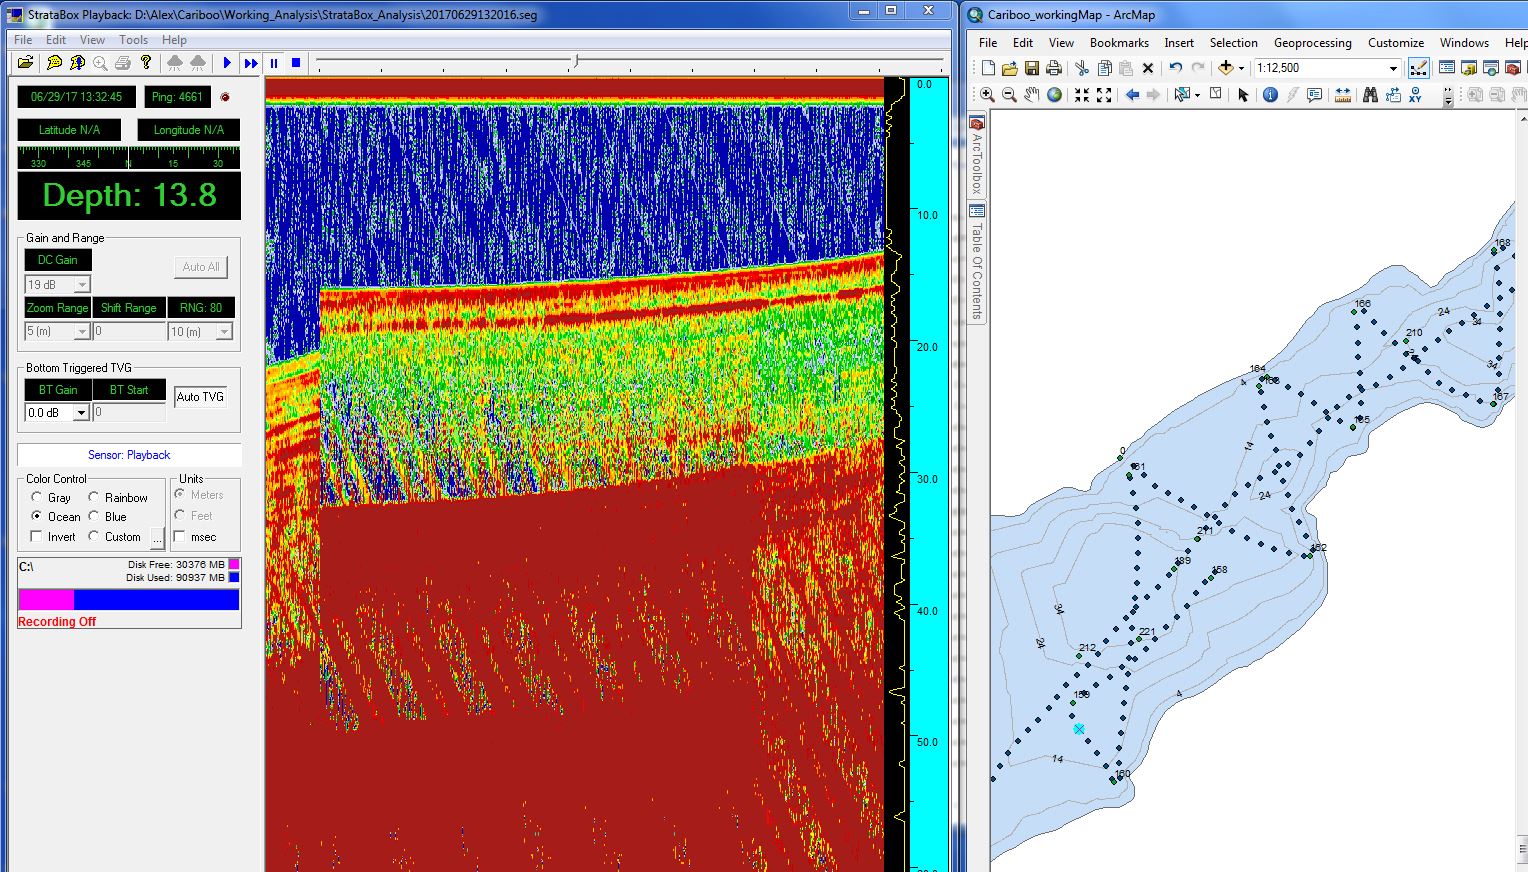 StrataBox Playback: D:\Alex\Cariboo\Working_Analysis\StrataBox_Analysis\20170629132016.seg
File Edit View Tools Help
06/29/17 13:32:45 Ping: 4661
Latitude N/A Longitude N/A
330 345 N 15 30
Depth: 13.8
Gain and Range
DC Gain
Auto All
19 dB
Zoom Range Shift Range RNG: 80
5 (m) 0 10 (m)
Bottom Triggered TVG
BT Gain BT Start
Auto TVG
0.0 dB 0
Sensor: Playback
Color Control Units
Gray Rainbow Meters
Ocean Blue Feet
Invert Custom ... msec
C:\ Disk Free: 30376 MB
Disk Used: 90937 MB
Recording Off
0.0
10.0
20.0
30.0
40.0
50.0
Cariboo_workingMap - ArcMap
File Edit View Bookmarks Insert Selection Geoprocessing Customize Windows Help
1:12,500
XY
ArcToolbox
Table Of Contents
168
166
24
34
210
34
164
4
167
165
14
0
161
24
211
162
189
158
34
221
24
212
159
4
14
160